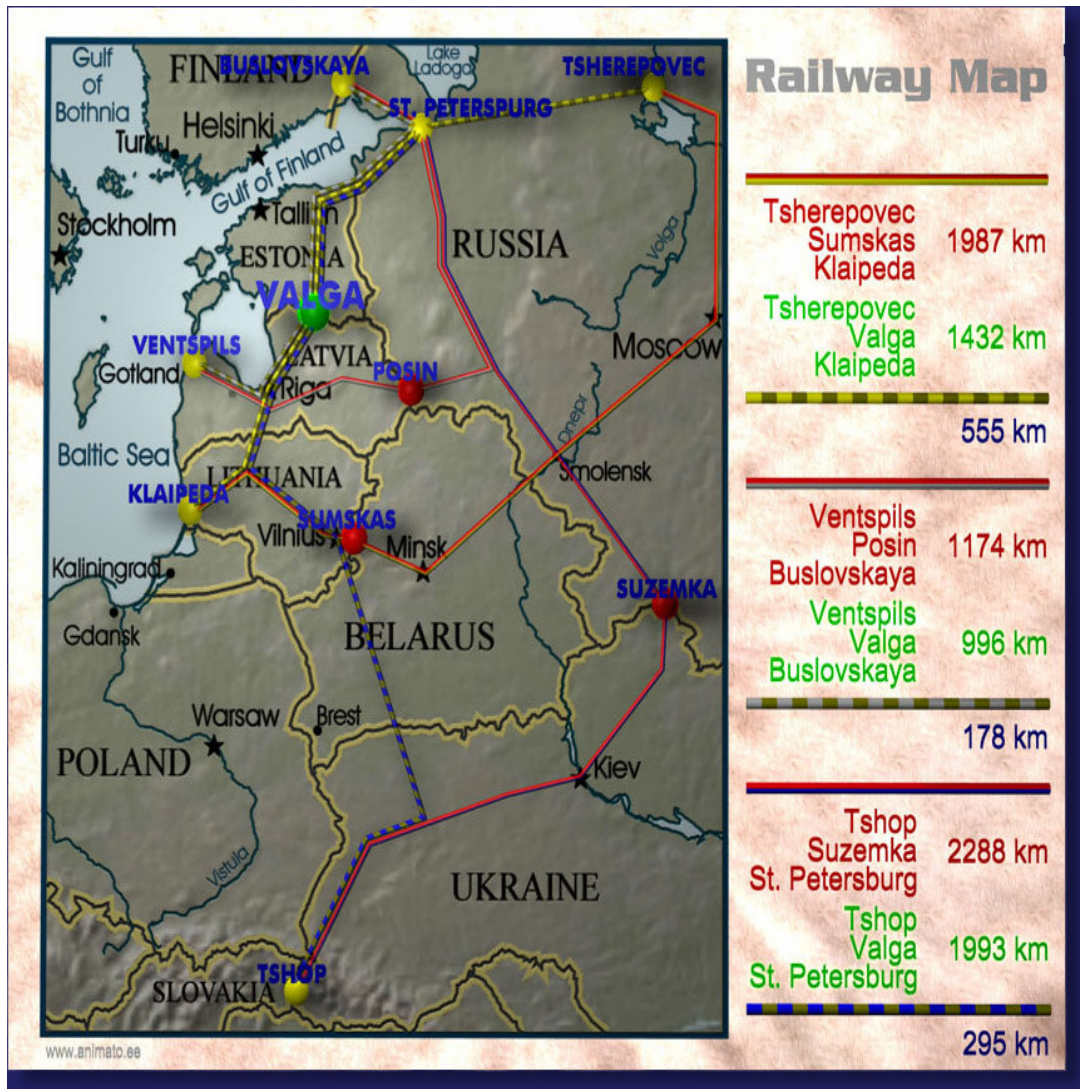 Gulf
of
Bothnia
FINLAND
BUSLOVSKAYA
Lake
Ladoga
TSHEREPOVEC
ST. PETERSPURG
Turku
Helsinki
Gulf of Finland
Tallin
Stockholm
ESTONIA
RUSSIA
Volga
VALGA
Moscow
VENTSPILS
Gotland
LATVIA
POSIN
Riga
Dnepi
Baltic Sea
LITHUANIA
Smolensk
KLAIPEDA
Vilnius
SUMSKAS
Minsk
Kaliningrad
SUZEMKA
Gdansk
BELARUS
Warsaw
Brest
POLAND
Kiev
Vistula
UKRAINE
TSHOP
SLOVAKIA
www.animato.ee
Railway Map
Tsherepovec
Sumskas 1987 km
Klaipeda
Tsherepovec
Valga 1432 km
Klaipeda
555 km
Ventspils
Posin 1174 km
Buslovskaya
Ventspils
Valga 996 km
Buslovskaya
178 km
Tshop
Suzemka 2288 km
St. Petersburg
Tshop
Valga 1993 km
St. Petersburg
295 km